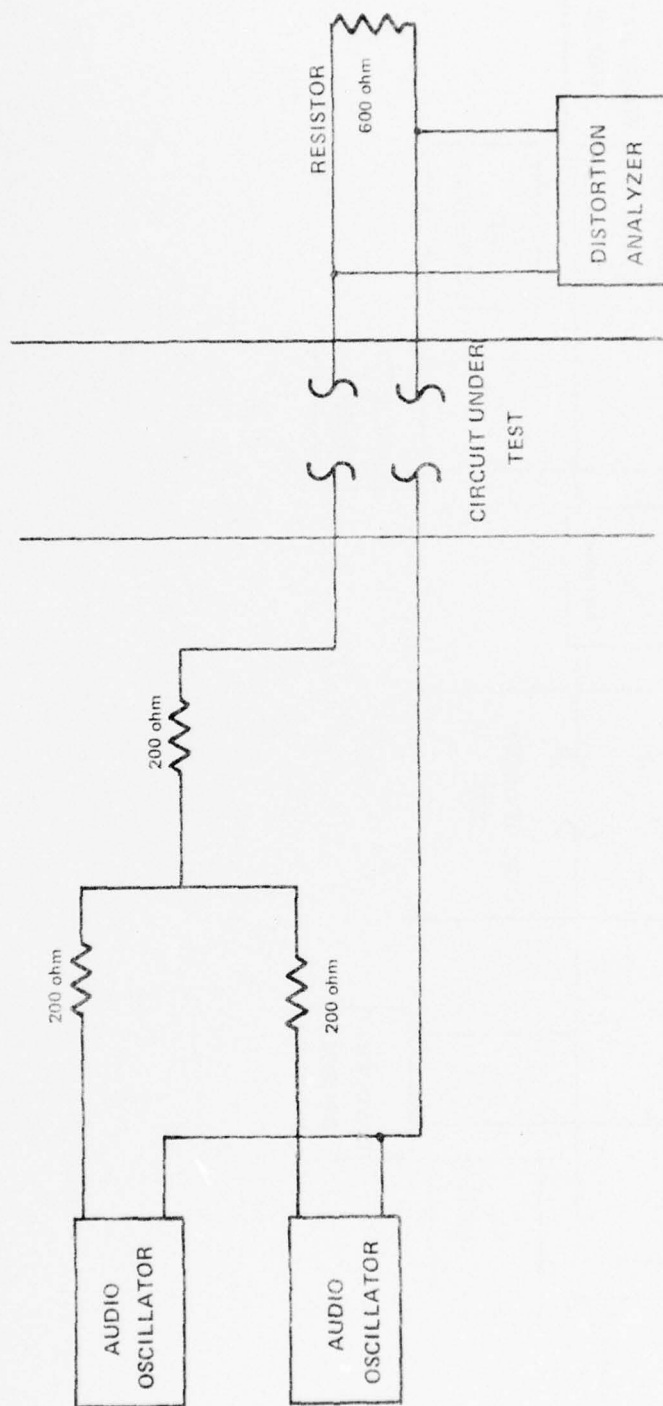 AUDIO
OSCILLATOR
AUDIO
OSCILLATOR
200 ohm
200 ohm
200 ohm
CIRCUIT UNDER
TEST
RESISTOR
600 ohm
DISTORTION
ANALYZER